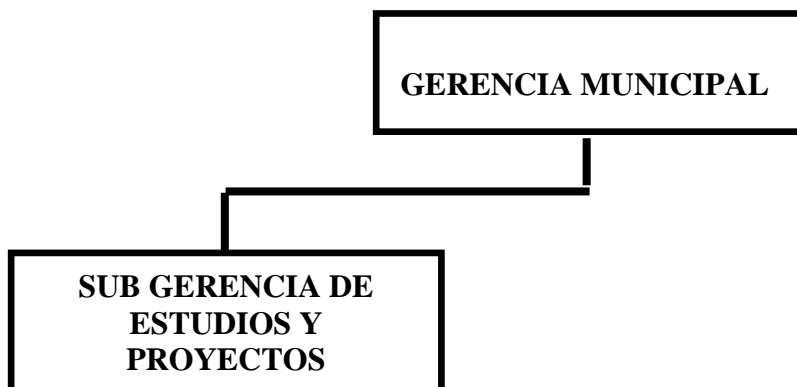 GERENCIA MUNICIPAL
SUB GERENCIA DE
ESTUDIOS Y
PROYECTOS